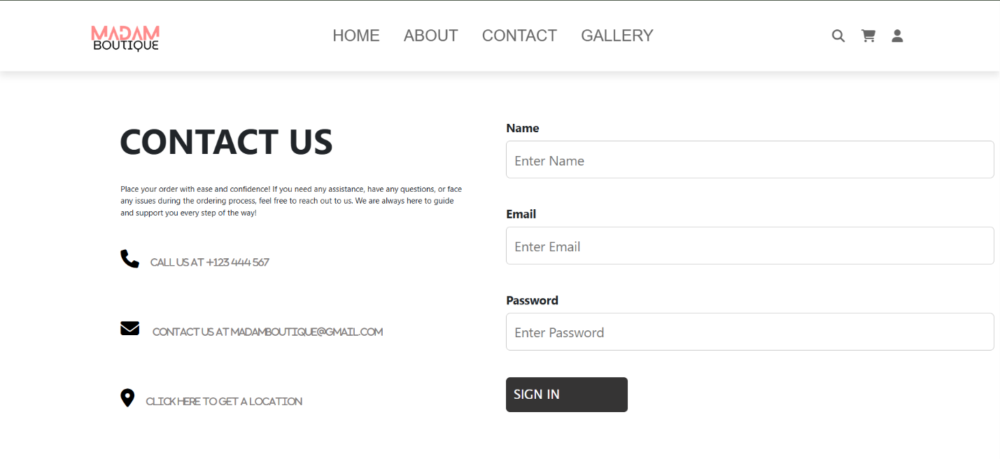 MADAM
BOUTIQUE
HOME ABOUT CONTACT GALLERY
CONTACT US
Place your order with ease and confidence! If you need any assistance, have any questions, or face
any issues during the ordering process, feel free to reach out to us. We are always here to guide
and support you every step of the way!
CALL US AT +123 444 567
CONTACT US AT MADAMBOUTIQUE@GMAIL.COM
CLICK HERE TO GET A LOCATION
Name
Enter Name
Email
Enter Email
Password
Enter Password
SIGN IN